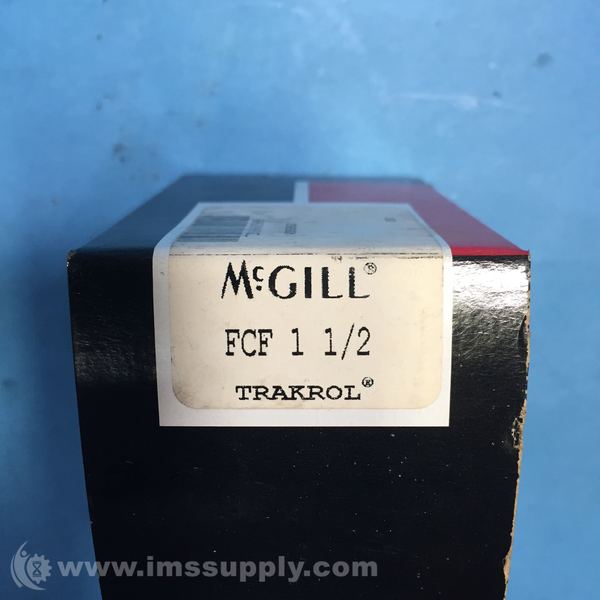 McGILL®
FCF 1 1/2
TRAKROL®
www.imssupply.com